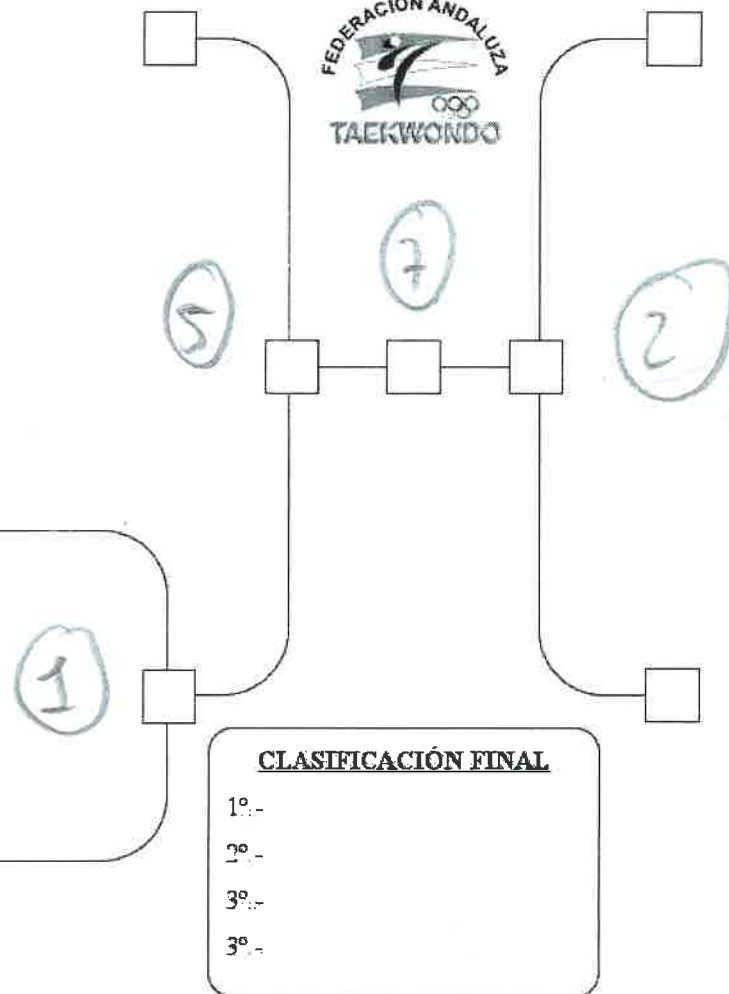 FEDERACIÓN ANDALUZA
TAEKWONDO
7
5
2
1
CLASIFICACIÓN FINAL
1º.-
2º.-
3º.-
3º.-